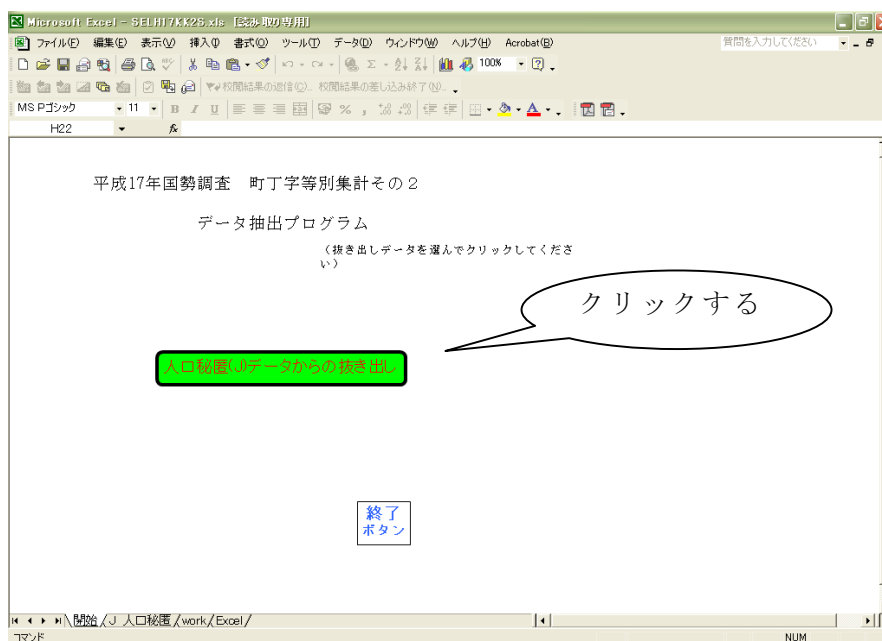 Microsoft Excel - SELH17KK2S.xls [読み取り専用]
ファイル(F) 編集(E) 表示(V) 挿入(I) 書式(O) ツール(T) データ(D) ウィンドウ(W) ヘルプ(H) Acrobat(B) 質問を入力してください
100%
校閲結果の返信(C)... 校閲結果の差し込み終了(N)...
MS Pゴシック 11 B I U % ,
H22 fx
平成17年国勢調査 町丁字等別集計その２
データ抽出プログラム
（抜き出しデータを選んでクリックしてくださ
い）
クリックする
人口秘匿(J)データからの抜き出し
終了
ボタン
開始 J 人口秘匿 work Excel
コマンド NUM